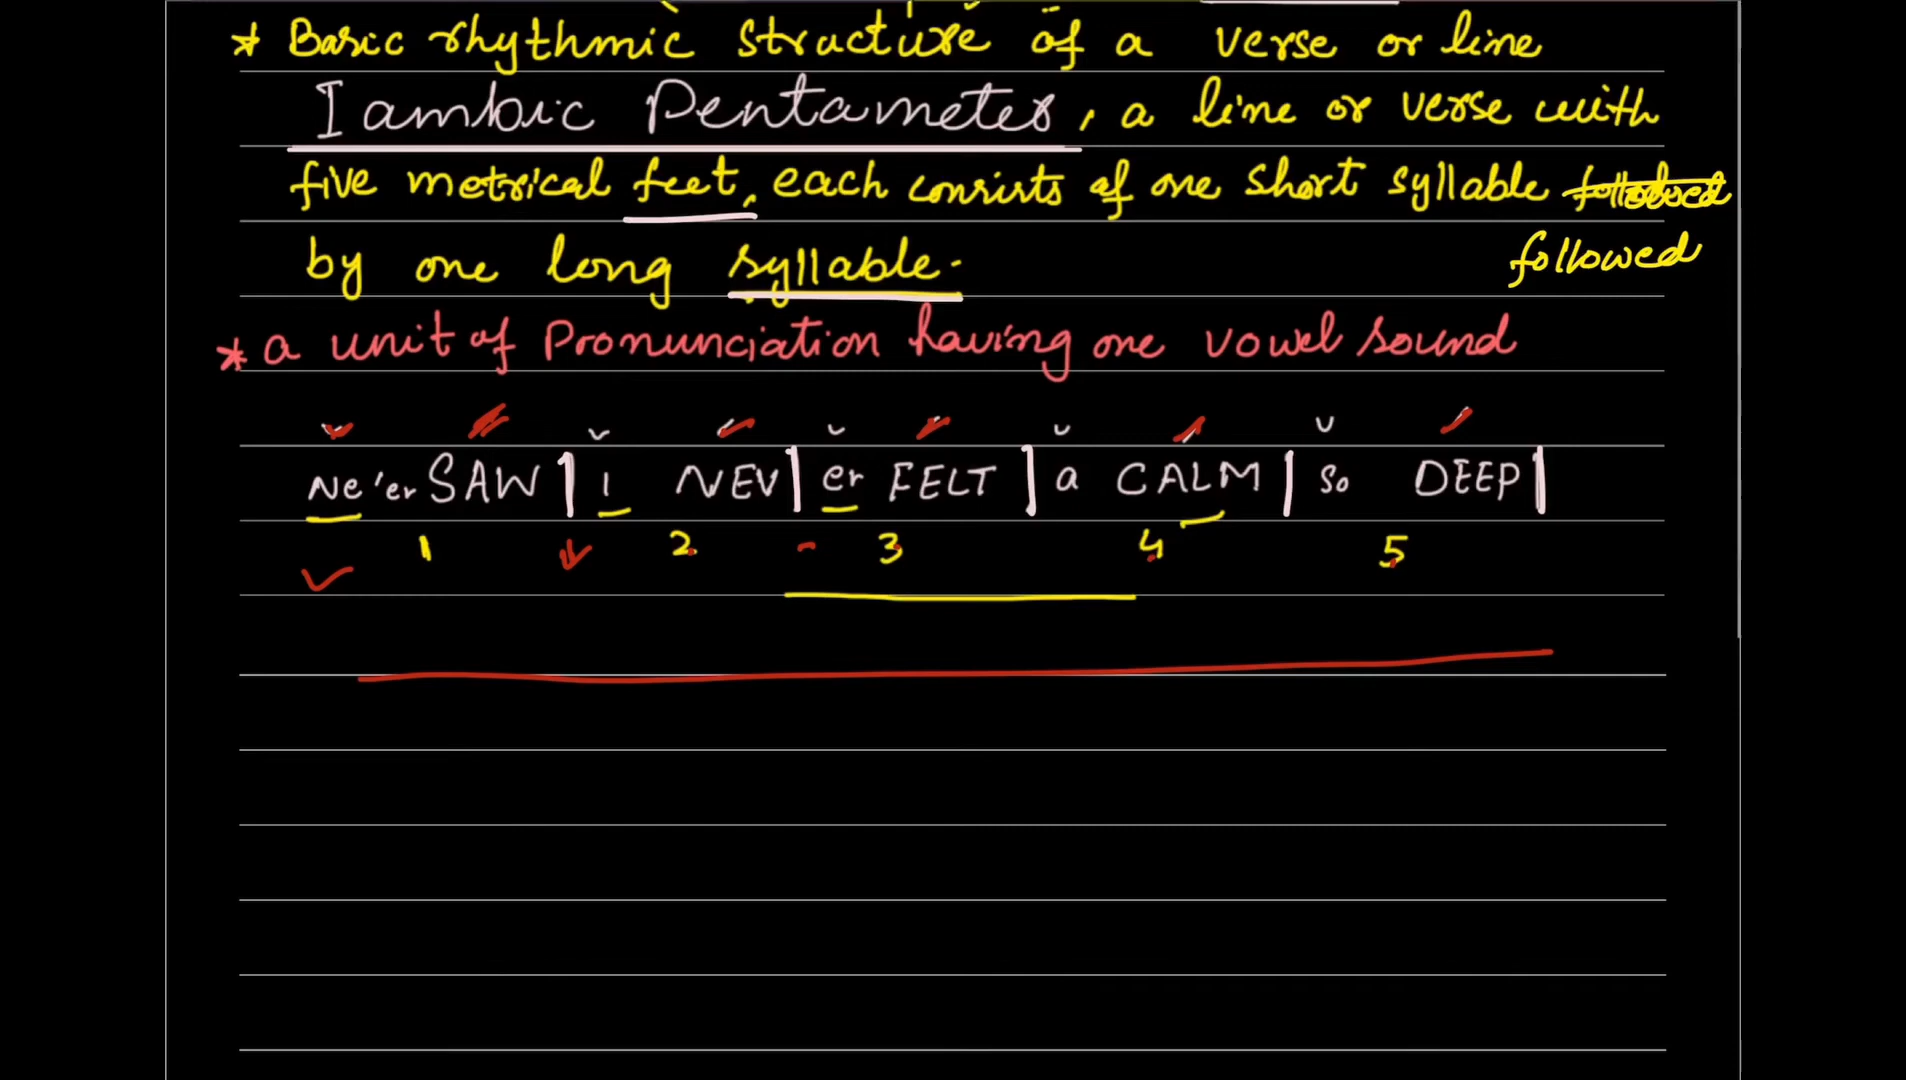 * Basic rhythmic structure of a verse or line
Iambic Pentameter, a line or verse with
five metrical feet, each consists of one short syllable followed
by one long syllable. followed
* a unit of Pronunciation having one vowel sound
Ne'er SAW | I NEV | er FELT | a CALM | so DEEP |
1 2 3 4 5